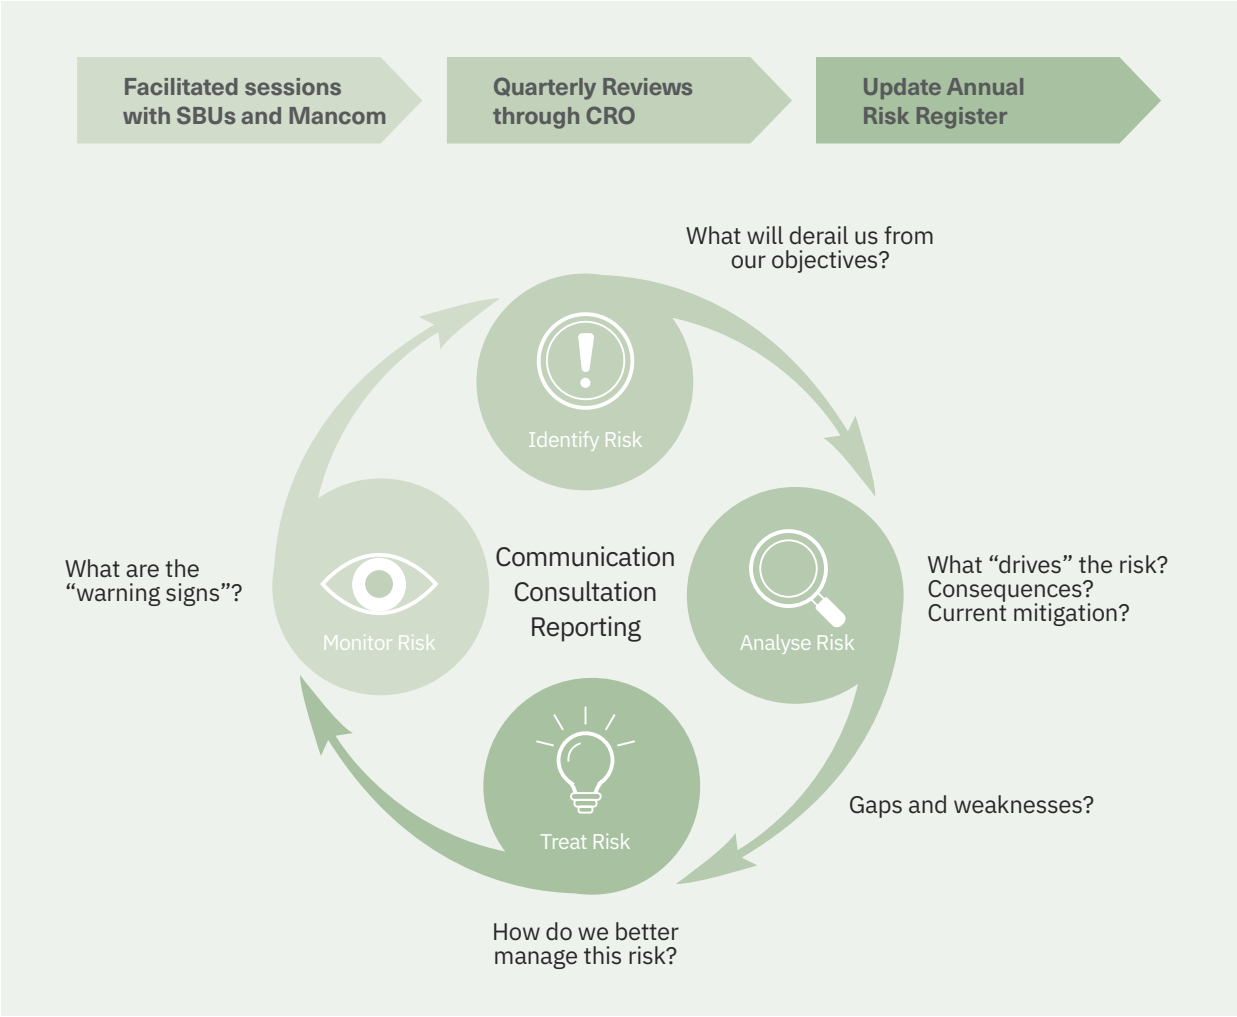 Facilitated sessions
with SBUs and Mancom
Quarterly Reviews
through CRO
Update Annual
Risk Register
What will derail us from
our objectives?
Identify Risk
What are the
“warning signs”?
Monitor Risk
Communication
Consultation
Reporting
Analyse Risk
What “drives” the risk?
Consequences?
Current mitigation?
Treat Risk
Gaps and weaknesses?
How do we better
manage this risk?